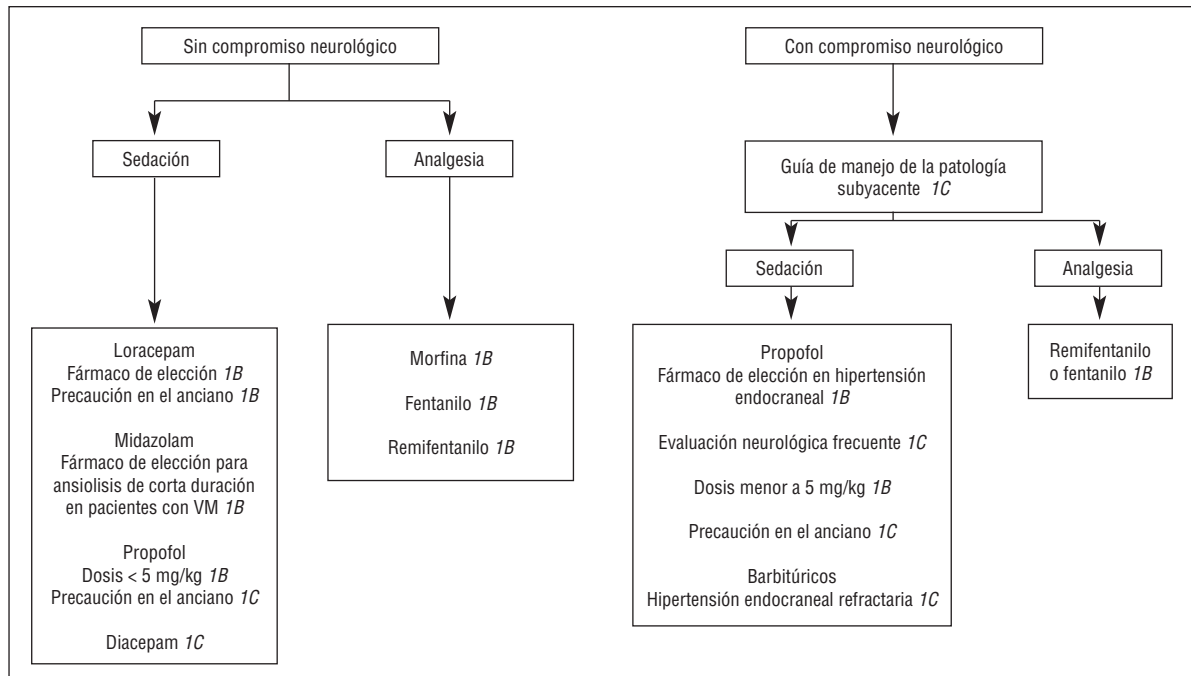 Sin compromiso neurológico
Sedación
Analgesia
Loracepam
Fármaco de elección 1B
Precaución en el anciano 1B
Midazolam
Fármaco de elección para
ansiolisis de corta duración
en pacientes con VM 1B
Propofol
Dosis < 5 mg/kg 1B
Precaución en el anciano 1C
Diacepam 1C
Morfina 1B
Fentanilo 1B
Remifentanilo 1B
Con compromiso neurológico
Guía de manejo de la patología
subyacente 1C
Sedación
Analgesia
Propofol
Fármaco de elección en hipertensión
endocraneal 1B
Evaluación neurológica frecuente 1C
Dosis menor a 5 mg/kg 1B
Precaución en el anciano 1C
Barbitúricos
Hipertensión endocraneal refractaria 1C
Remifentanilo
o fentanilo 1B